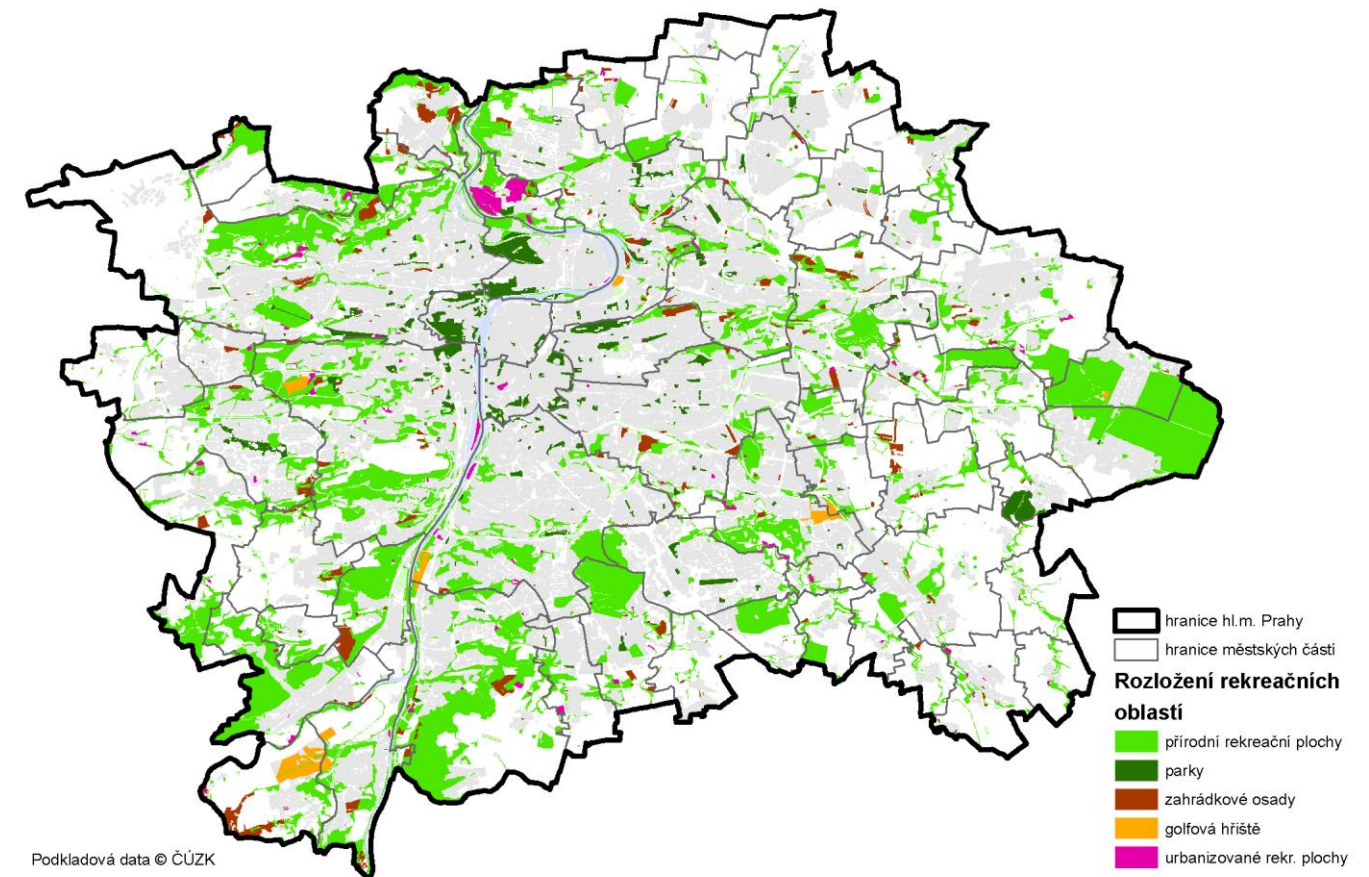 hranice hl.m. Prahy
hranice městských částí
Rozložení rekreačních
oblastí
přírodní rekreační plochy
parky
zahrádkové osady
golfová hřiště
urbanizované rekr. plochy
Podkladová data © ČÚZK